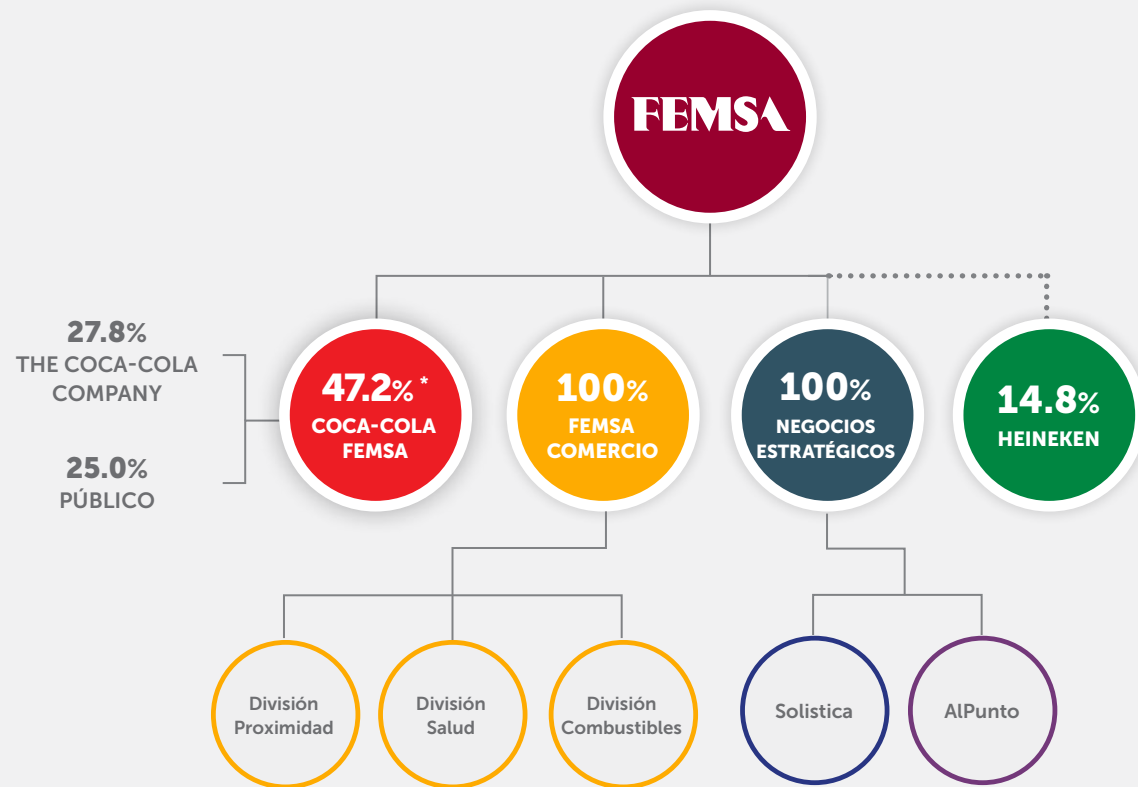 FEMSA
27.8%
THE COCA-COLA
COMPANY
25.0%
PÚBLICO
47.2% *
COCA-COLA
FEMSA
100%
FEMSA
COMERCIO
100%
NEGOCIOS
ESTRATÉGICOS
14.8%
HEINEKEN
División
Proximidad
División
Salud
División
Combustibles
Solistica
AlPunto